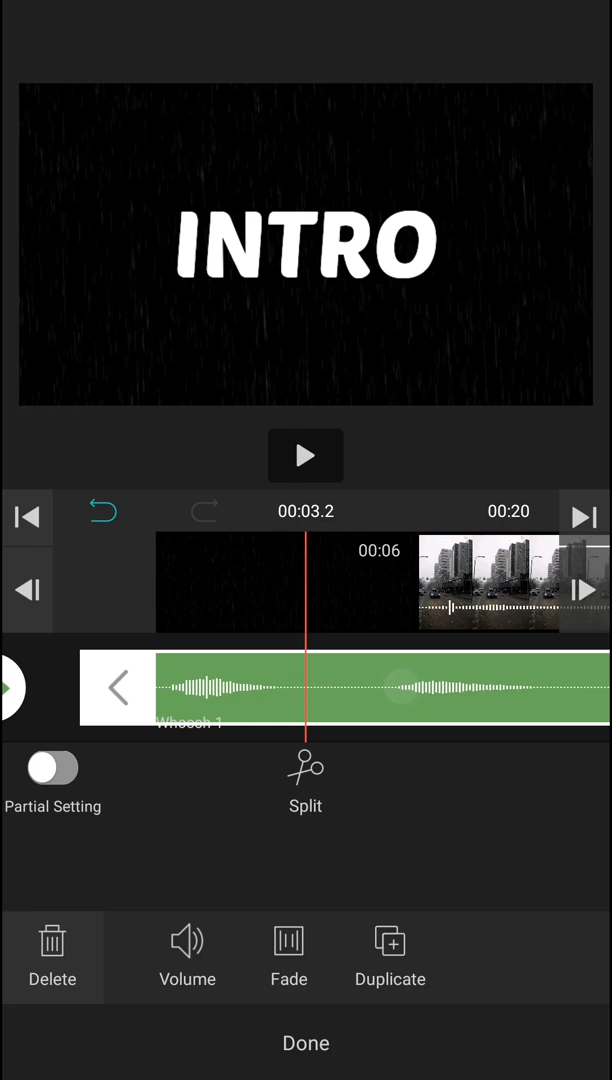 INTRO
00:03.2
00:20
00:06
Whoosh 1
Partial Setting
Split
Delete
Volume
Fade
Duplicate
Done